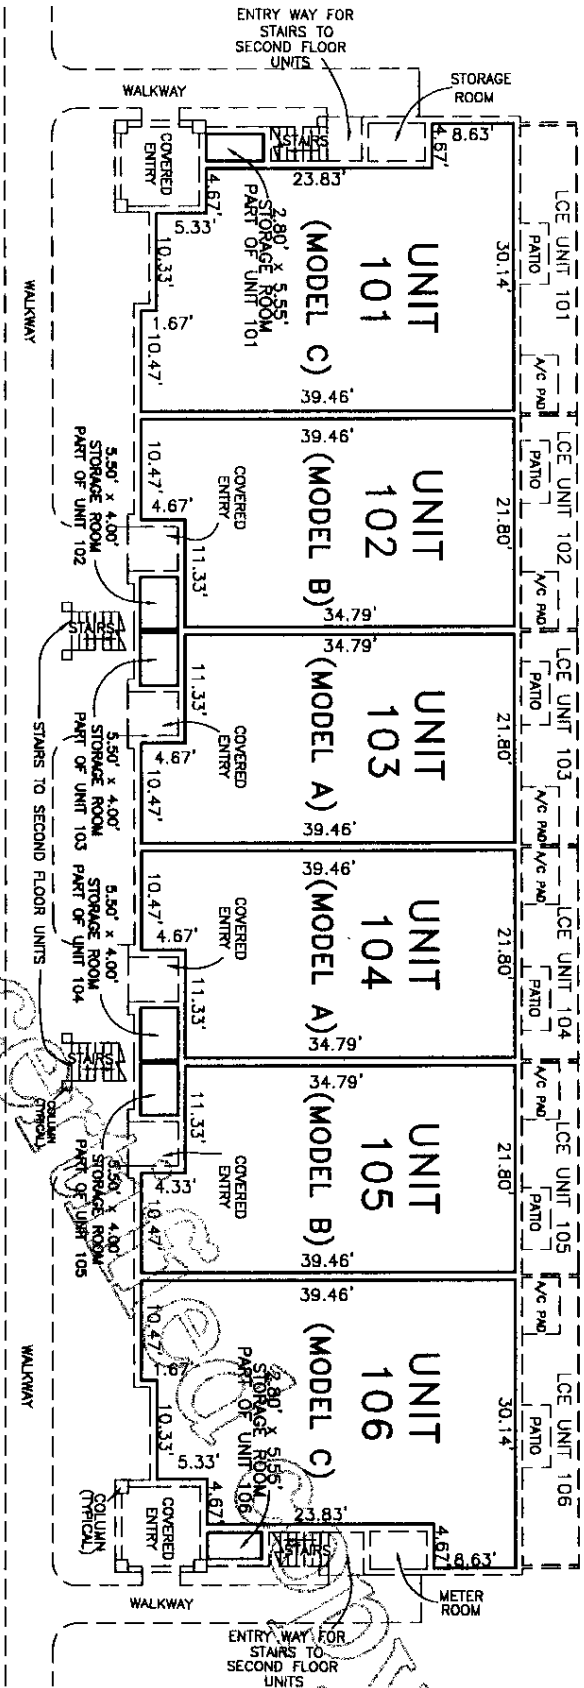 ENTRY WAY FOR
STAIRS TO
SECOND FLOOR
UNITS
WALKWAY
STORAGE
ROOM
COVERED
ENTRY
STAIRS
4.67'
8.63'
23.83'
4.67'
5.33'
2.80' X 5.55'
STORAGE ROOM
PART OF UNIT 101
10.33'
1.67'
10.47'
UNIT
101
(MODEL C)
30.14'
39.46'
LCE UNIT 101
PATIO
A/C PAD
WALKWAY
39.46'
10.47'
4.67'
COVERED
ENTRY
11.33'
5.50' X 4.00'
STORAGE ROOM
PART OF UNIT 102
UNIT
102
(MODEL B)
21.80'
34.79'
LCE UNIT 102
PATIO
A/C PAD
STAIRS
STAIRS TO SECOND FLOOR UNITS
34.79'
11.33'
COVERED
ENTRY
4.67'
10.47'
5.50' X 4.00'
STORAGE ROOM
PART OF UNIT 103
UNIT
103
(MODEL A)
21.80'
39.46'
LCE UNIT 103
PATIO
A/C PAD
39.46'
10.47'
4.67'
COVERED
ENTRY
11.33'
5.50' X 4.00'
STORAGE ROOM
PART OF UNIT 104
UNIT
104
(MODEL A)
21.80'
34.79'
LCE UNIT 104
A/C PAD
PATIO
STAIRS
COLUMN
(TYPICAL)
34.79'
11.33'
COVERED
ENTRY
4.33'
10.47'
5.50' X 4.00'
STORAGE ROOM
PART OF UNIT 105
UNIT
105
(MODEL B)
21.80'
39.46'
LCE UNIT 105
A/C PAD
PATIO
39.46'
10.47'
1.67'
10.33'
5.33'
4.67'
2.80' X 5.55'
STORAGE ROOM
PART OF UNIT 106
UNIT
106
(MODEL C)
30.14'
23.83'
4.67'
8.63'
LCE UNIT 106
A/C PAD
PATIO
WALKWAY
COLUMN
(TYPICAL)
COVERED
ENTRY
STAIRS
WALKWAY
METER
ROOM
ENTRY WAY FOR
STAIRS TO
SECOND FLOOR
UNITS